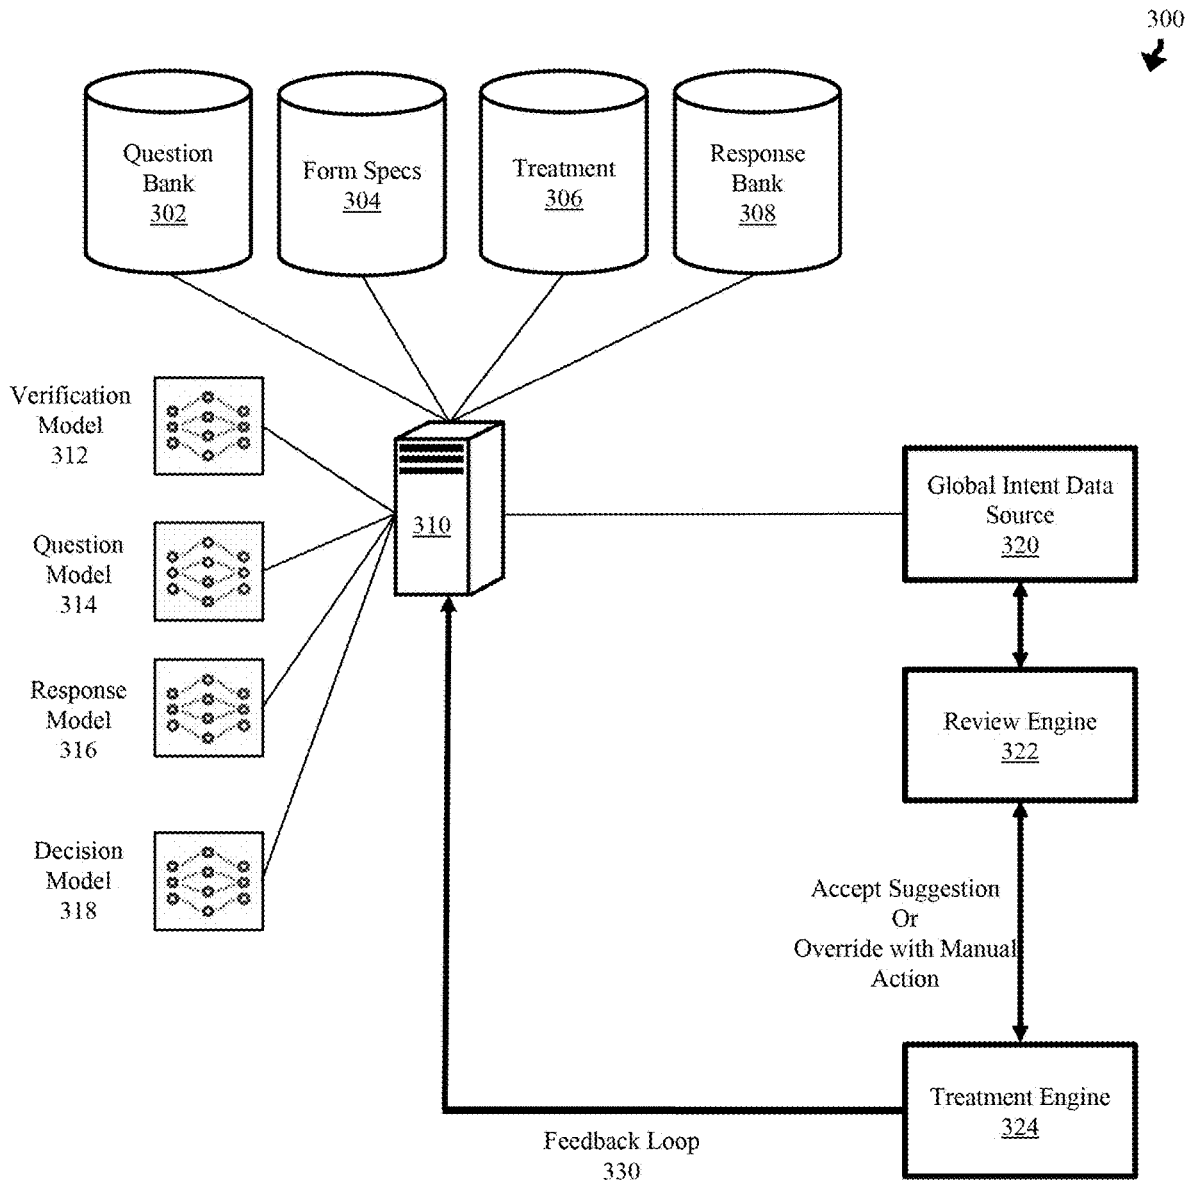 300
Question
Bank
302
Form Specs
304
Treatment
306
Response
Bank
308
Verification
Model
312
310
Global Intent Data
Source
320
Question
Model
314
Response
Model
316
Review Engine
322
Decision
Model
318
Accept Suggestion
Or
Override with Manual
Action
Treatment Engine
324
Feedback Loop
330